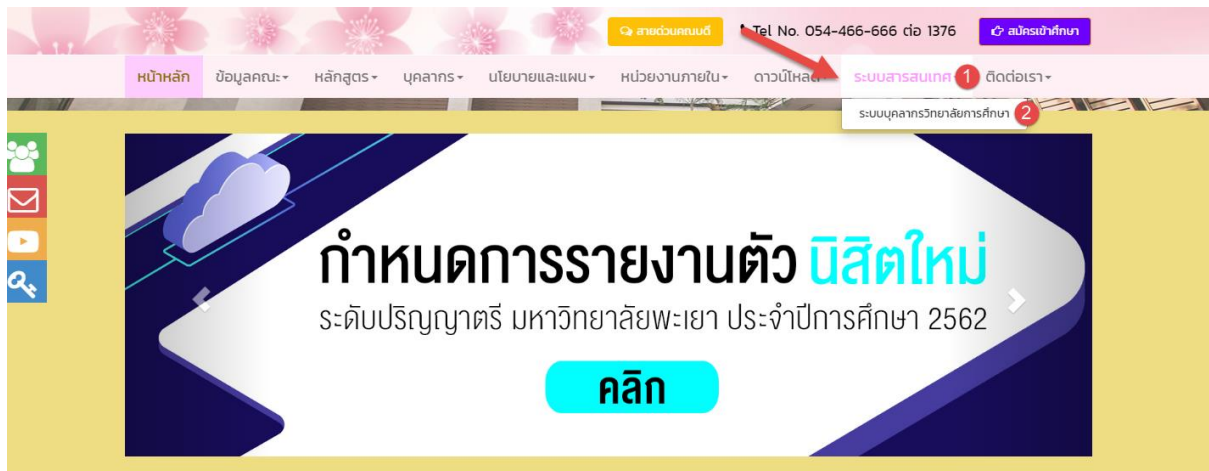 สายด่วนคณบดี Tel No. 054-466-666 ต่อ 1376 สมัครเข้าศึกษา
หน้าหลัก ข้อมูลคณะ หลักสูตร บุคลากร นโยบายและแผน หน่วยงานภายใน ดาวน์โหลด ระบบสารสนเทศ 1 ติดต่อเรา
ระบบบุคลากรวิทยาลัยการศึกษา 2
กำหนดการรายงานตัว นิสิตใหม่
ระดับปริญญาตรี มหาวิทยาลัยพะเยา ประจำปีการศึกษา 2562
คลิก